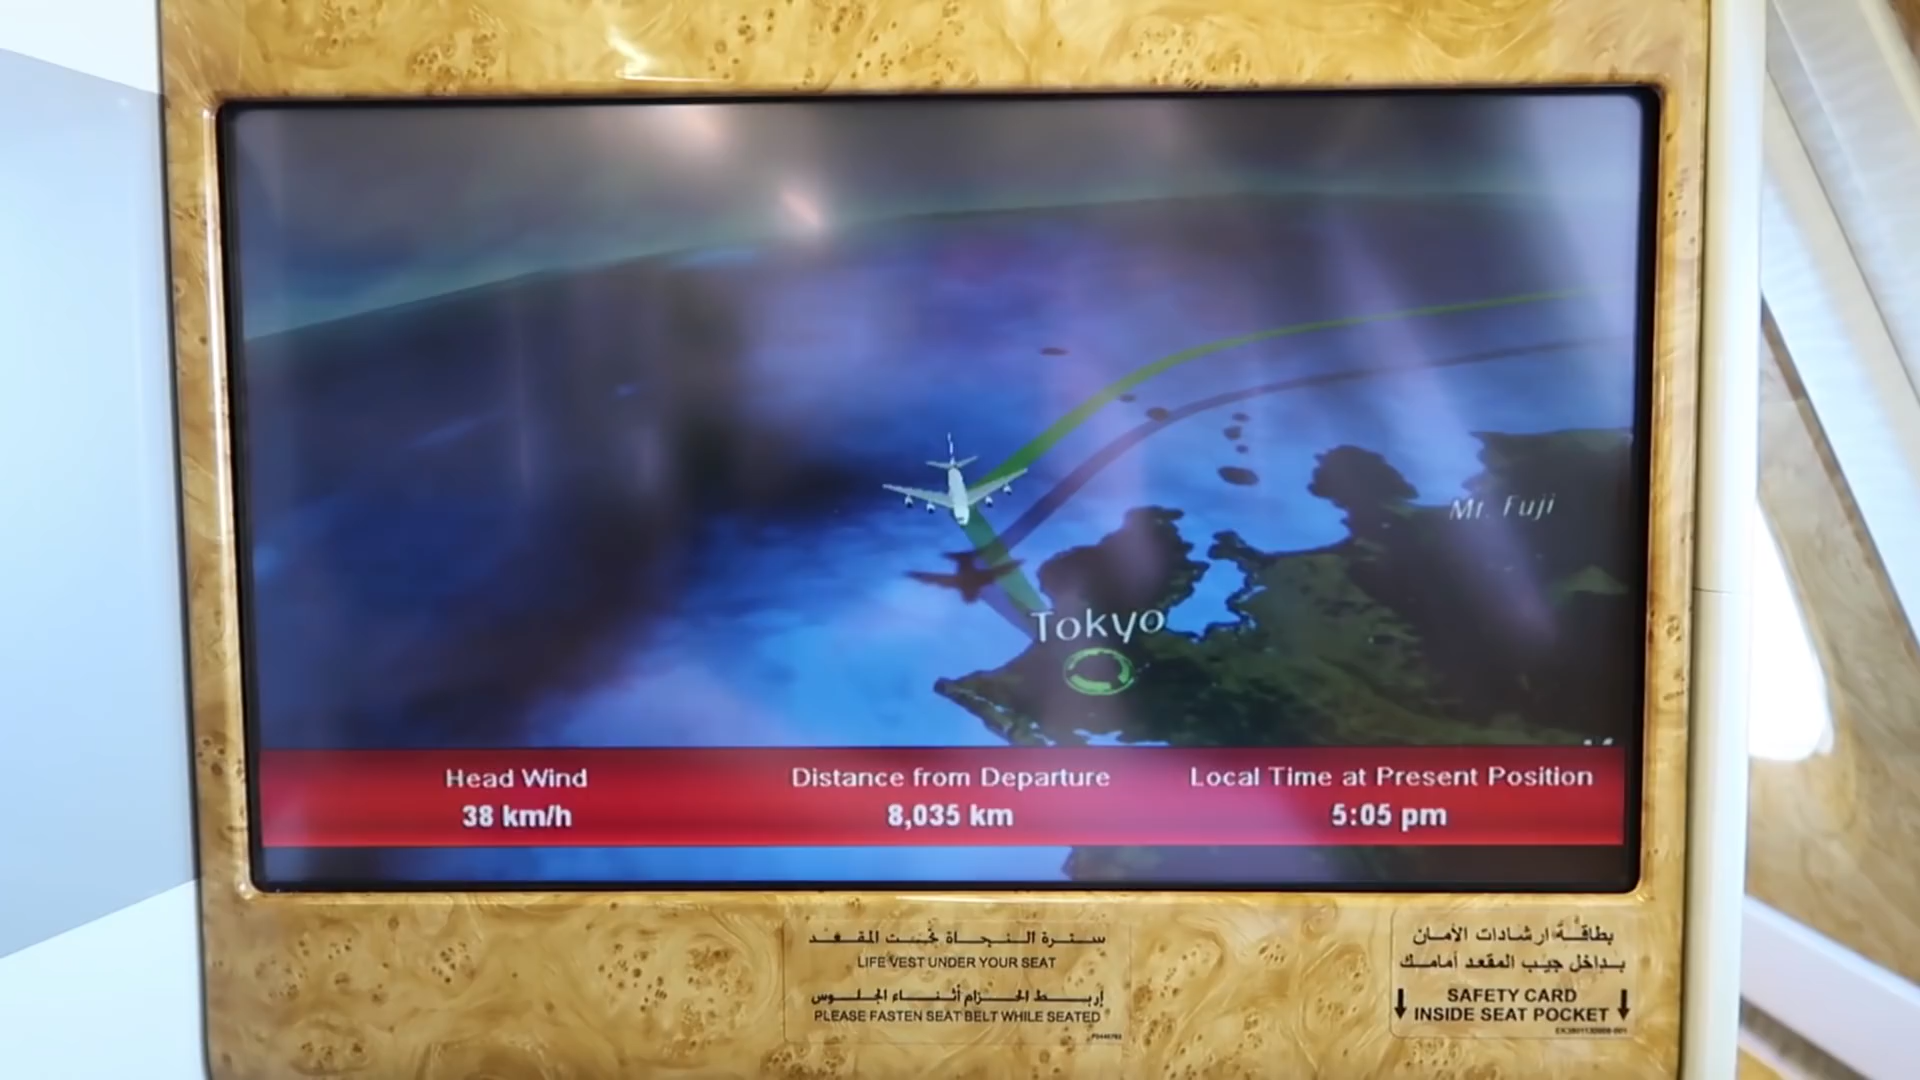 Mt. Fuji
Tokyo
Head Wind
38 km/h
Distance from Departure
8,035 km
Local Time at Present Position
5:05 pm
سترة النجاة تحت المقعد
LIFE VEST UNDER YOUR SEAT
إربط الحزام أثناء الجلوس
PLEASE FASTEN SEAT BELT WHILE SEATED
بطاقة ارشادات الأمان
بداخل جيب المقعد أمامك
SAFETY CARD
INSIDE SEAT POCKET